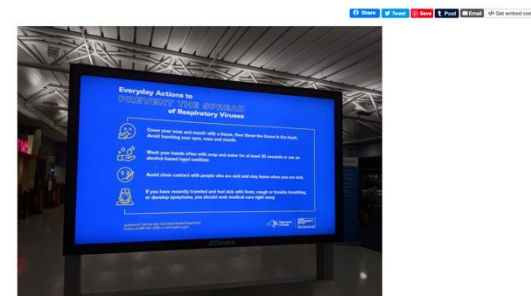 Share
Tweet
Save
Post
Email
</> Get embed cod
Everyday Actions to
PREVENT THE SPREAD
of Respiratory Viruses
Cover your nose and mouth with a tissue, then throw the tissue in the trash.
Avoid touching your eyes, nose and mouth.
Wash your hands often with soap and water for at least 20 seconds or use an
alcohol-based hand sanitizer.
Avoid close contact with people who are sick and stay home when you are sick.
If you have recently traveled and feel sick with fever, cough or trouble breathing,
or develop symptoms, you should seek medical care right away.
Department
of Health
JCDecaux